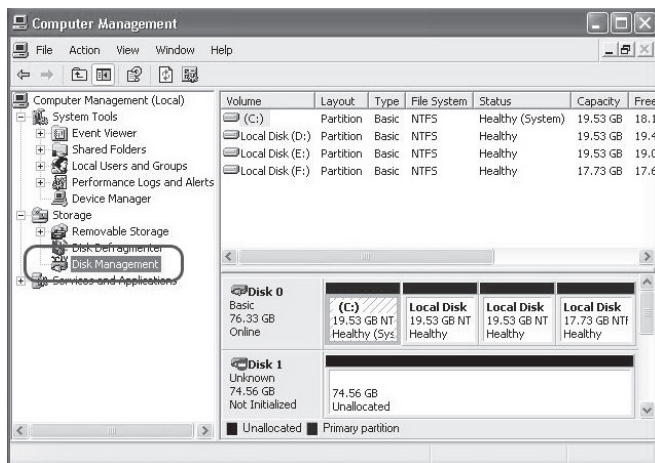 Computer Management
File Action View Window Help
Computer Management (Local)
System Tools
Event Viewer
Shared Folders
Local Users and Groups
Performance Logs and Alerts
Device Manager
Storage
Removable Storage
Disk Defragmenter
Disk Management
Services and Applications
Volume Layout Type File System Status Capacity Free
(C:) Partition Basic NTFS Healthy (System) 19.53 GB 18.1
Local Disk (D:) Partition Basic NTFS Healthy 19.53 GB 19.4
Local Disk (E:) Partition Basic NTFS Healthy 19.53 GB 19.0
Local Disk (F:) Partition Basic NTFS Healthy 17.73 GB 17.6
Disk 0
Basic
76.33 GB
Online
(C:)
19.53 GB NT
Healthy (Sys
Local Disk
19.53 GB NT
Healthy
Local Disk
19.53 GB NT
Healthy
Local Disk
17.73 GB NTF
Healthy
Disk 1
Unknown
74.56 GB
Not Initialized
74.56 GB
Unallocated
Unallocated Primary partition